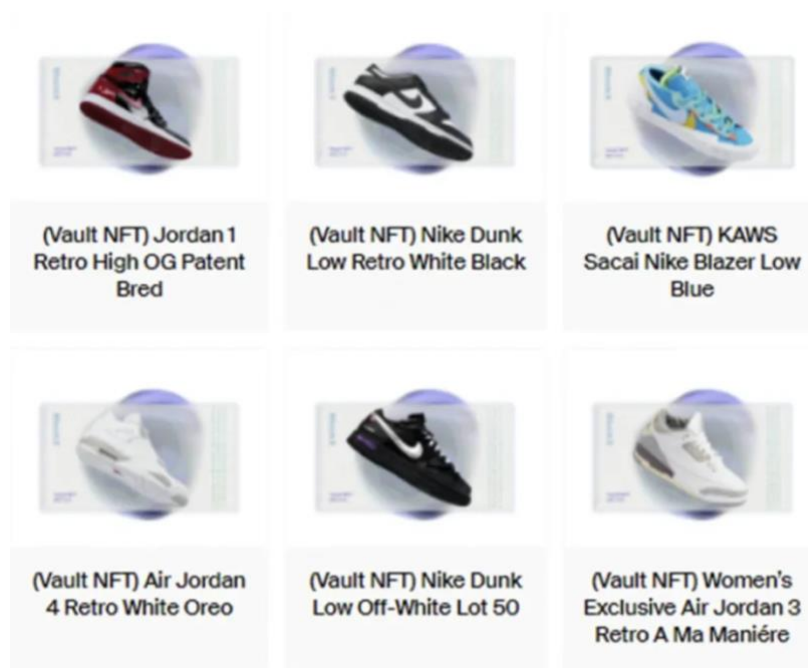 (Vault NFT) Jordan 1
Retro High OG Patent
Bred
(Vault NFT) Nike Dunk
Low Retro White Black
(Vault NFT) KAWS
Sacai Nike Blazer Low
Blue
(Vault NFT) Air Jordan
4 Retro White Oreo
(Vault NFT) Nike Dunk
Low Off-White Lot 50
(Vault NFT) Women's
Exclusive Air Jordan 3
Retro A Ma Maniére